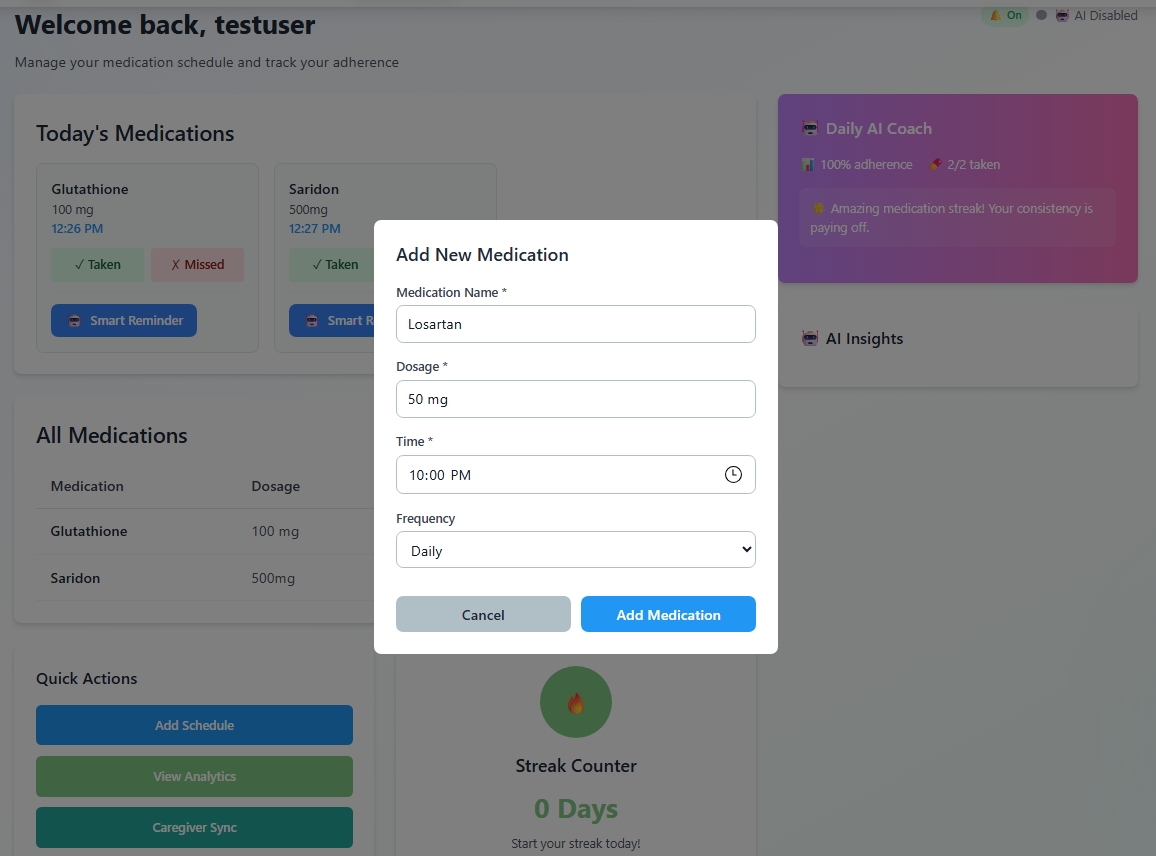 Welcome back, testuser
On
AI Disabled
Manage your medication schedule and track your adherence
Today's Medications
Glutathione
100 mg
12:26 PM
✓ Taken
✗ Missed
Smart Reminder
Saridon
500mg
12:27 PM
✓ Taken
Smart R
Daily AI Coach
100% adherence
2/2 taken
Amazing medication streak! Your consistency is
paying off.
AI Insights
Add New Medication
Medication Name *
Losartan
Dosage *
50 mg
Time *
10:00 PM
Frequency
Daily
Cancel
Add Medication
All Medications
Medication Dosage
Glutathione 100 mg
Saridon 500mg
Quick Actions
Add Schedule
View Analytics
Caregiver Sync
Streak Counter
0 Days
Start your streak today!